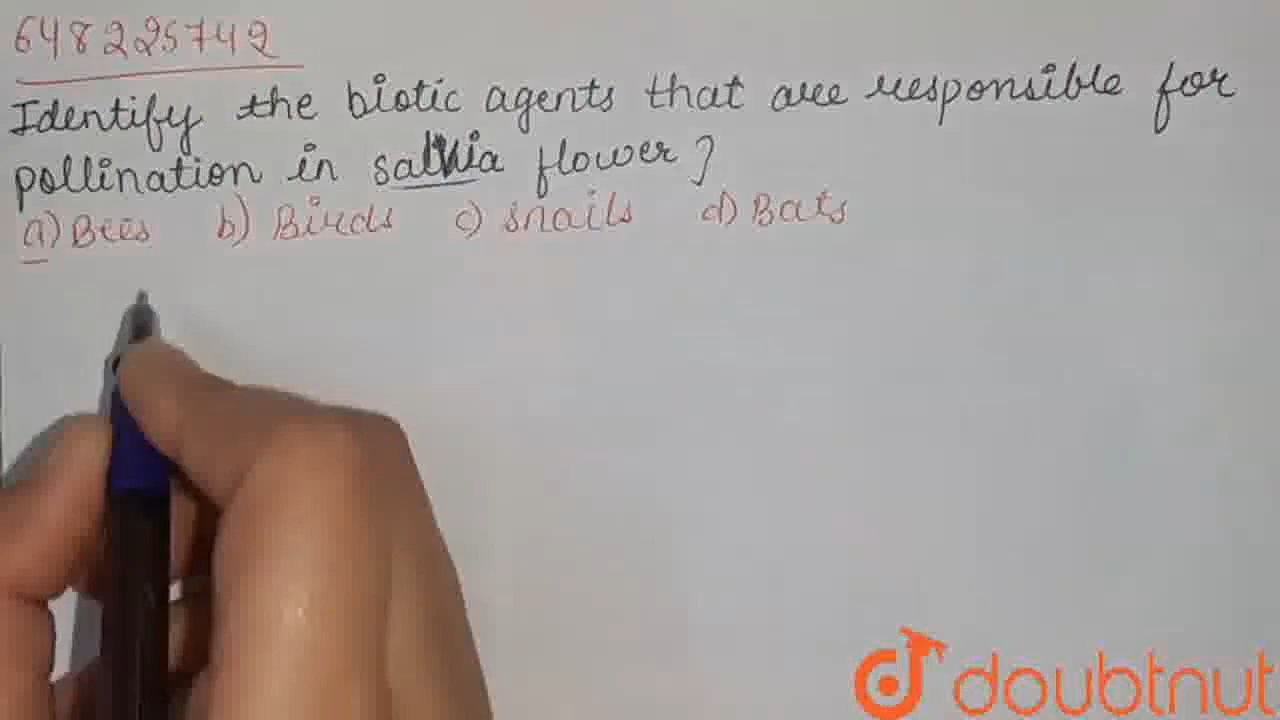 648225742
Identify the biotic agents that are responsible for
pollination in salvia flower?
a) Bees b) Birds c) snails d) Bats
doubtnut